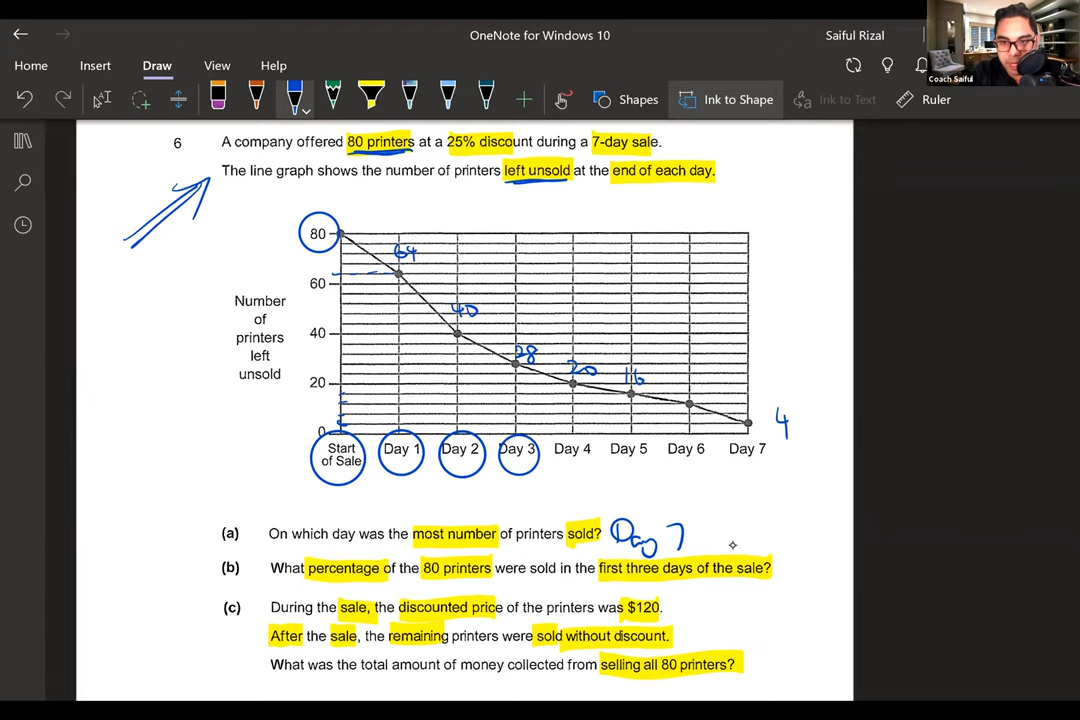 OneNote for Windows 10
Saiful Rizal
Coach Saiful
Home Insert Draw View Help
Shapes Ink to Shape Ink to Text Ruler
6 A company offered 80 printers at a 25% discount during a 7-day sale.
The line graph shows the number of printers left unsold at the end of each day.
80
60
40
20
0
Number
of
printers
left
unsold
64
40
28
20
16
4
Start
of Sale
Day 1 Day 2 Day 3 Day 4 Day 5 Day 6 Day 7
(a) On which day was the most number of printers sold? Day 7
(b) What percentage of the 80 printers were sold in the first three days of the sale?
(c) During the sale, the discounted price of the printers was $120.
After the sale, the remaining printers were sold without discount.
What was the total amount of money collected from selling all 80 printers?